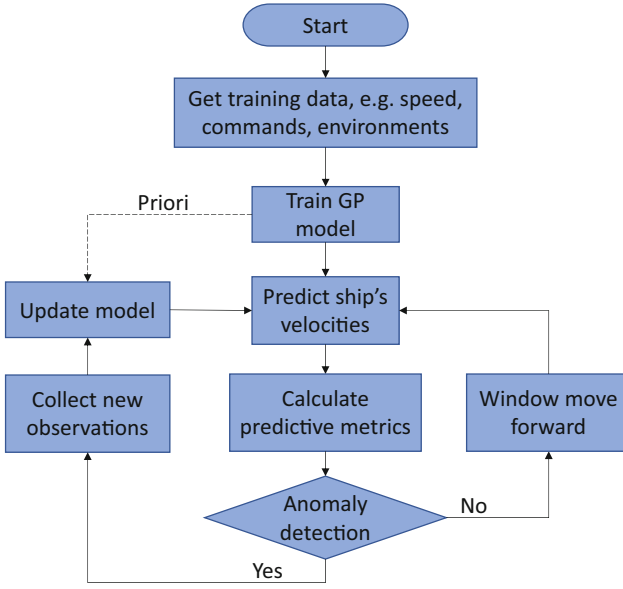 Start
Get training data, e.g. speed,
commands, environments
Priori
Train GP
model
Update model
Predict ship's
velocities
Collect new
observations
Calculate
predictive metrics
Window move
forward
Anomaly
detection
No
Yes